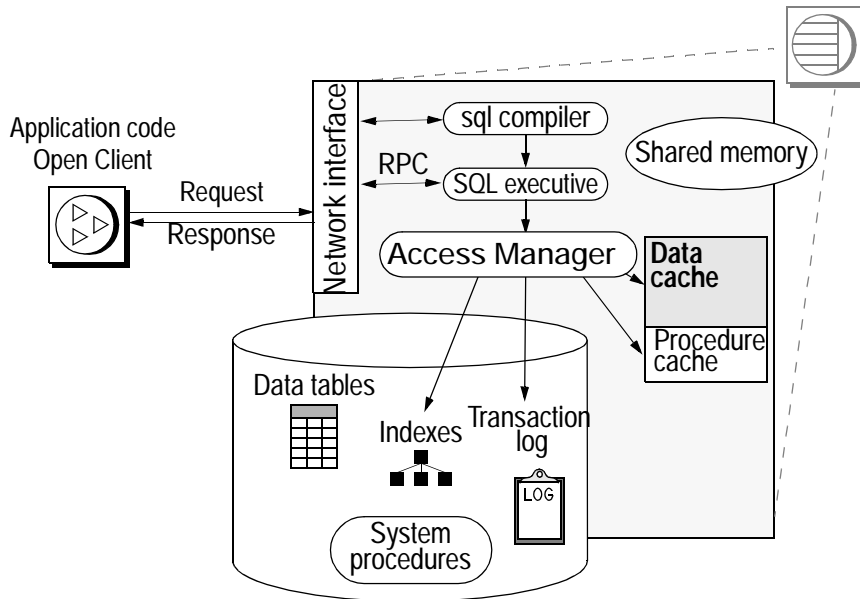 Application code
Open Client
Request
Response
Network interface
sql compiler
RPC
SQL executive
Shared memory
Access Manager
Data
cache
Procedure
cache
Data tables
Indexes
Transaction
log
LOG
System
procedures